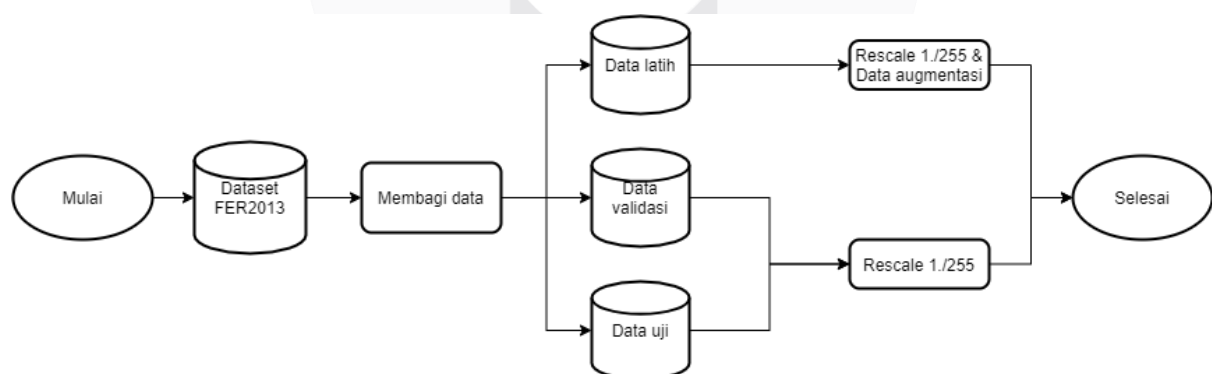 Mulai
Dataset
FER2013
Membagi data
Data latih
Data
validasi
Data uji
Rescale 1./255 &
Data augmentasi
Rescale 1./255
Selesai